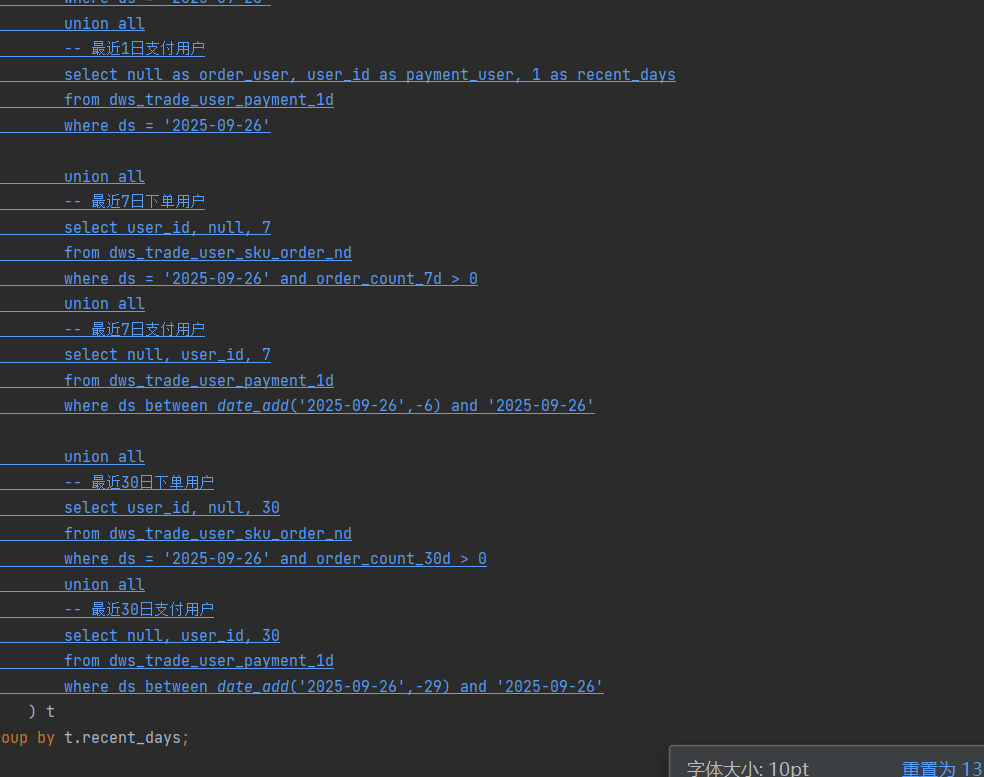 where ds = '2025-09-26'
union all
-- 最近1日支付用户
select null as order_user, user_id as payment_user, 1 as recent_days
from dws_trade_user_payment_1d
where ds = '2025-09-26'
union all
-- 最近7日下单用户
select user_id, null, 7
from dws_trade_user_sku_order_nd
where ds = '2025-09-26' and order_count_7d > 0
union all
-- 最近7日支付用户
select null, user_id, 7
from dws_trade_user_payment_1d
where ds between date_add('2025-09-26',-6) and '2025-09-26'
union all
-- 最近30日下单用户
select user_id, null, 30
from dws_trade_user_sku_order_nd
where ds = '2025-09-26' and order_count_30d > 0
union all
-- 最近30日支付用户
select null, user_id, 30
from dws_trade_user_payment_1d
where ds between date_add('2025-09-26',-29) and '2025-09-26'
) t
oup by t.recent_days;
字体大小: 10pt 重置为 13